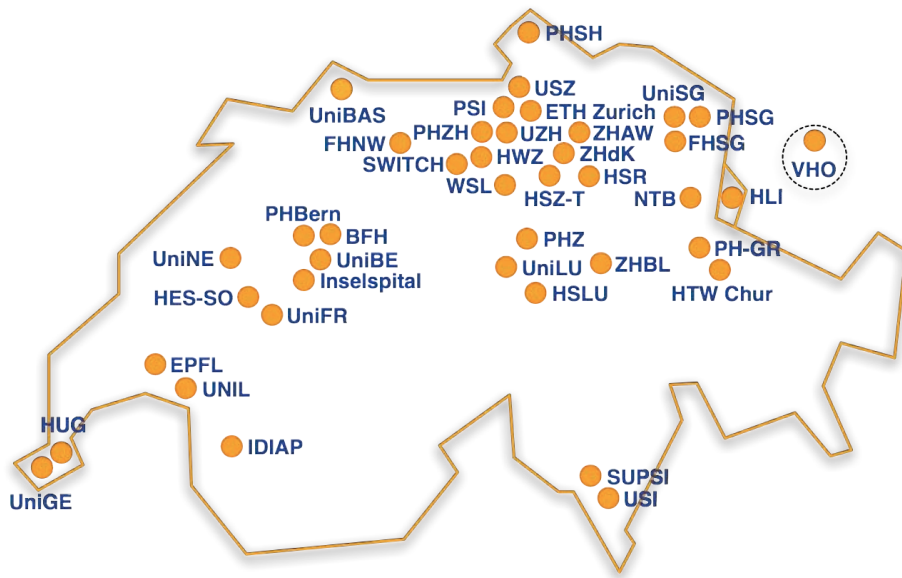 PHSH
USZ
UniBAS
PSI
ETH Zurich
UniSG
PHSG
FHNW
PHZH
UZH
ZHAW
FHSG
SWITCH
HWZ
ZHdK
VHO
WSL
HSZ-T
HSR
NTB
HLI
PHBern
BFH
PHZ
PH-GR
UniNE
UniBE
UniLU
ZHBL
Inselspital
HTW Chur
HES-SO
HSLU
UniFR
EPFL
UNIL
HUG
IDIAP
UniGE
SUPSI
USI